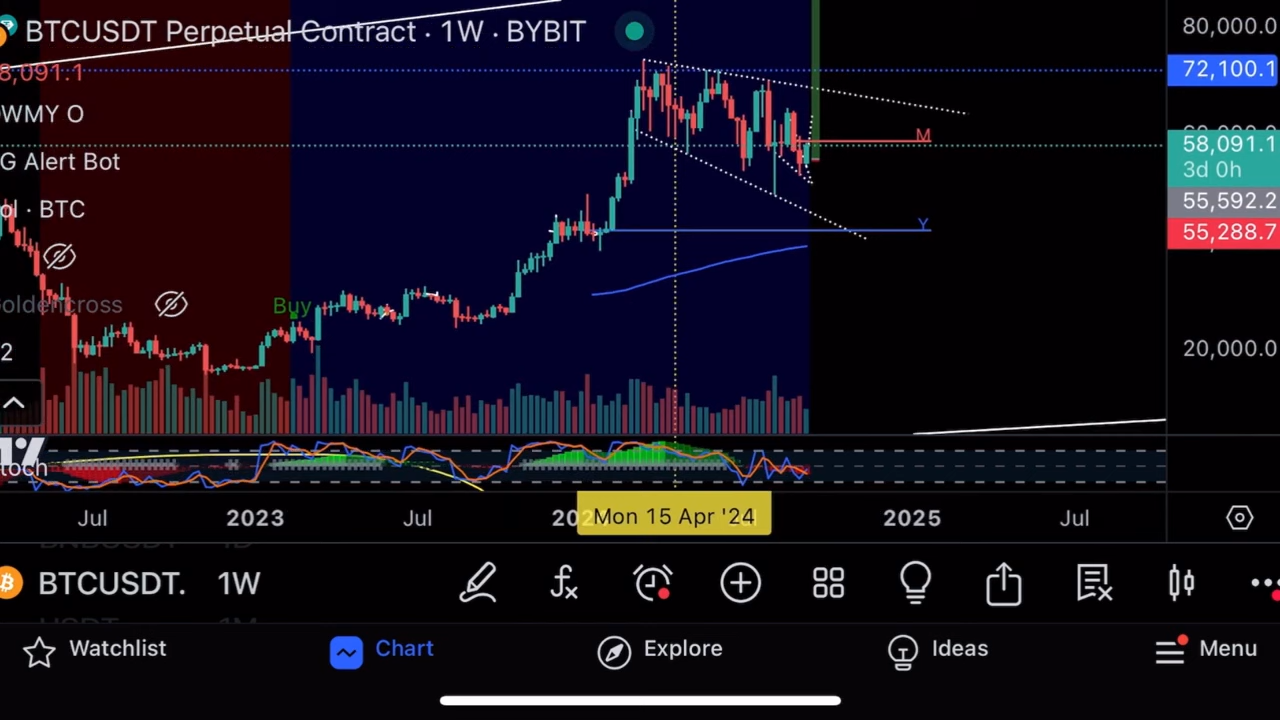 BTCUSDT Perpetual Contract · 1W · BYBIT
80,000.0
8,091.1
72,100.1
WMY O
M
58,091.1
3d 0h
G Alert Bot
55,592.2
ol · BTC
Y
55,288.7
oldencross
Buy
2
20,000.0
toch
Jul
2023
Jul
Mon 15 Apr '24
2025
Jul
BTCUSDT. 1W
Watchlist
Chart
Explore
Ideas
Menu